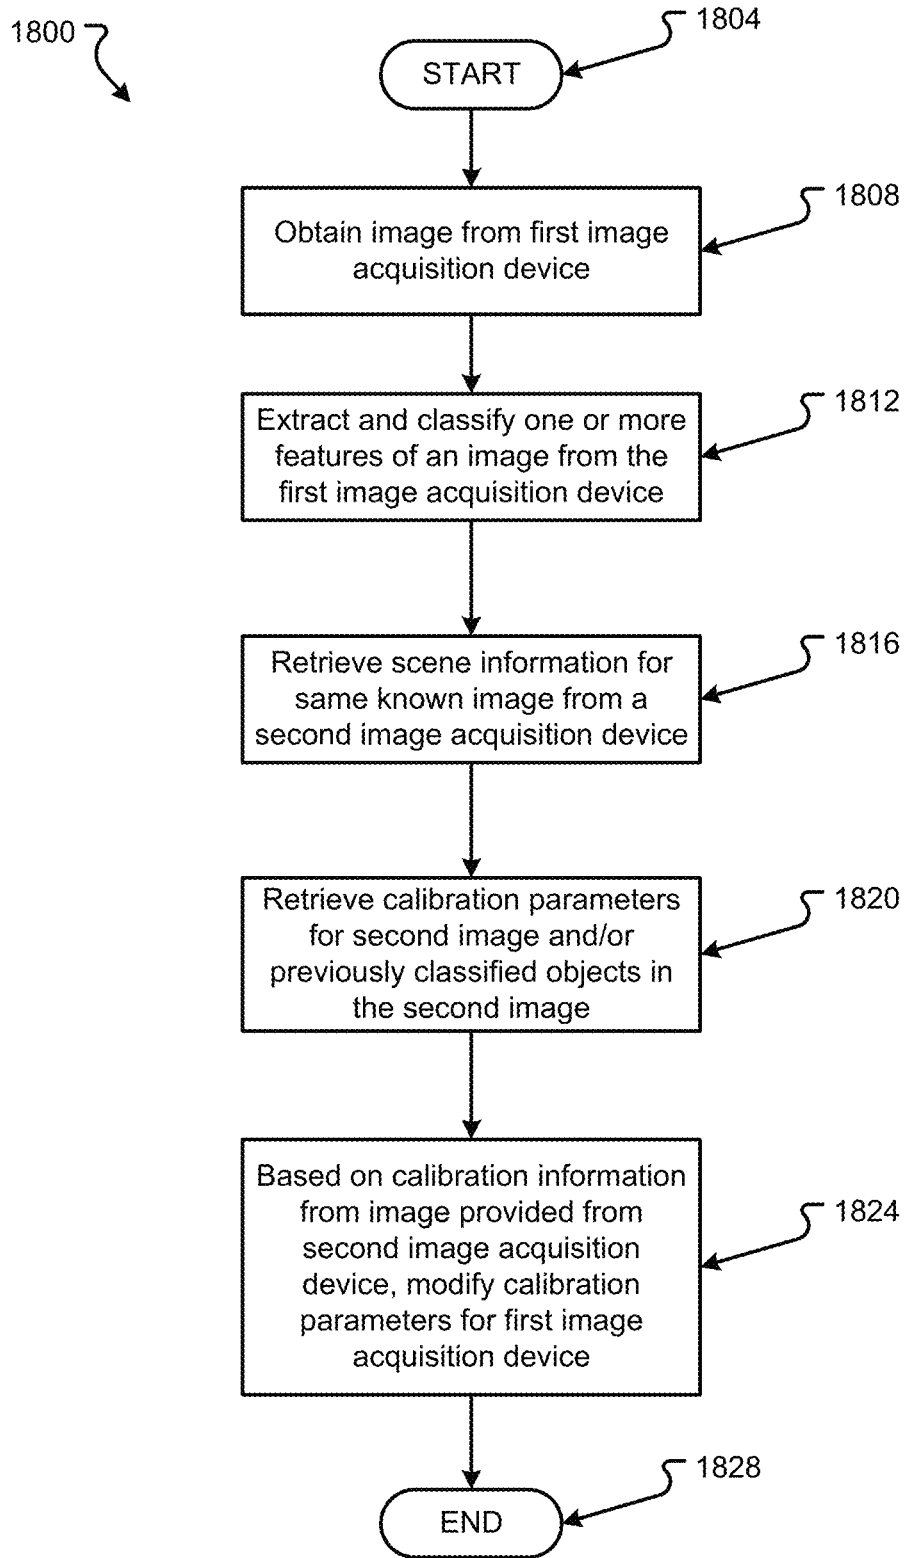 1800
1804
START
1808
Obtain image from first image
acquisition device
1812
Extract and classify one or more
features of an image from the
first image acquisition device
1816
Retrieve scene information for
same known image from a
second image acquisition device
1820
Retrieve calibration parameters
for second image and/or
previously classified objects in
the second image
1824
Based on calibration information
from image provided from
second image acquisition
device, modify calibration
parameters for first image
acquisition device
1828
END